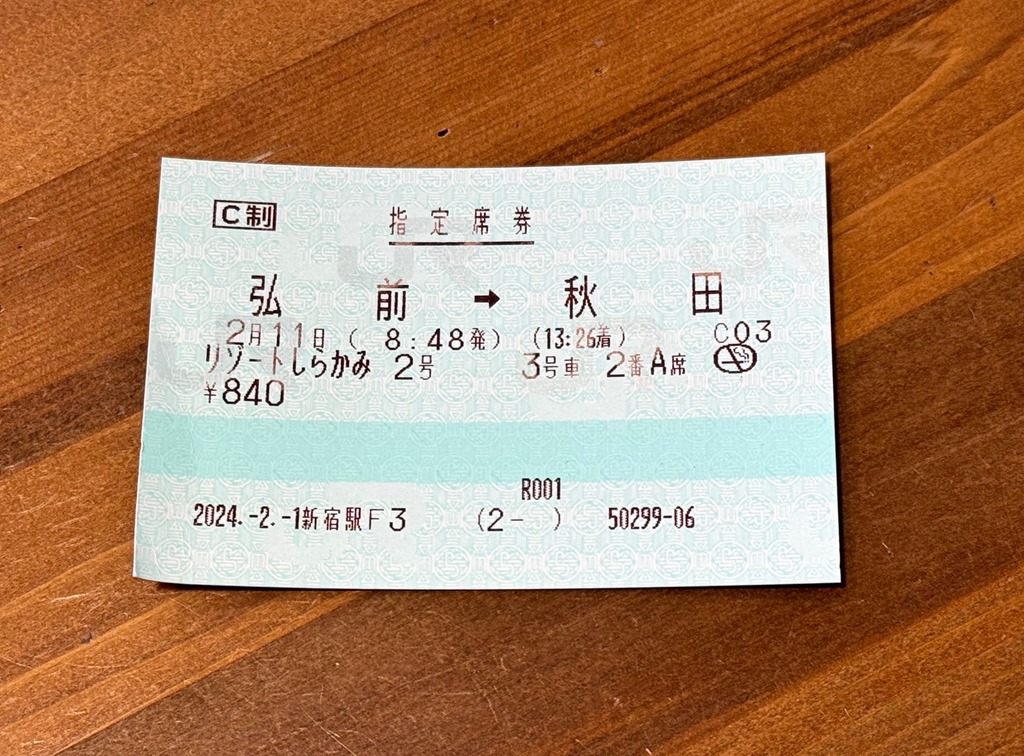 C制 指定席券
弘前 → 秋田
2月11日 ( 8:48発) (13:26着) C03
リゾートしらかみ 2号 3号車 2番A席
¥840
R001
2024.-2.-1新宿駅F3 (2- ) 50299-06